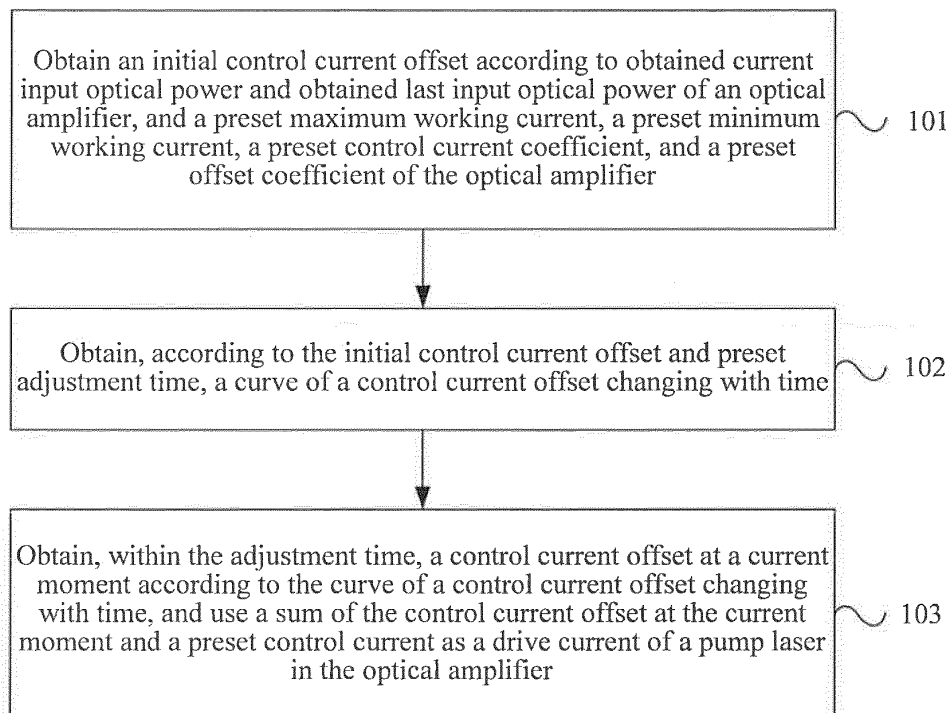 Obtain an initial control current offset according to obtained current
input optical power and obtained last input optical power of an optical
amplifier, and a preset maximum working current, a preset minimum
working current, a preset control current coefficient, and a preset
offset coefficient of the optical amplifier
101
Obtain, according to the initial control current offset and preset
adjustment time, a curve of a control current offset changing with time
102
Obtain, within the adjustment time, a control current offset at a current
moment according to the curve of a control current offset changing
with time, and use a sum of the control current offset at the current
moment and a preset control current as a drive current of a pump laser
in the optical amplifier
103